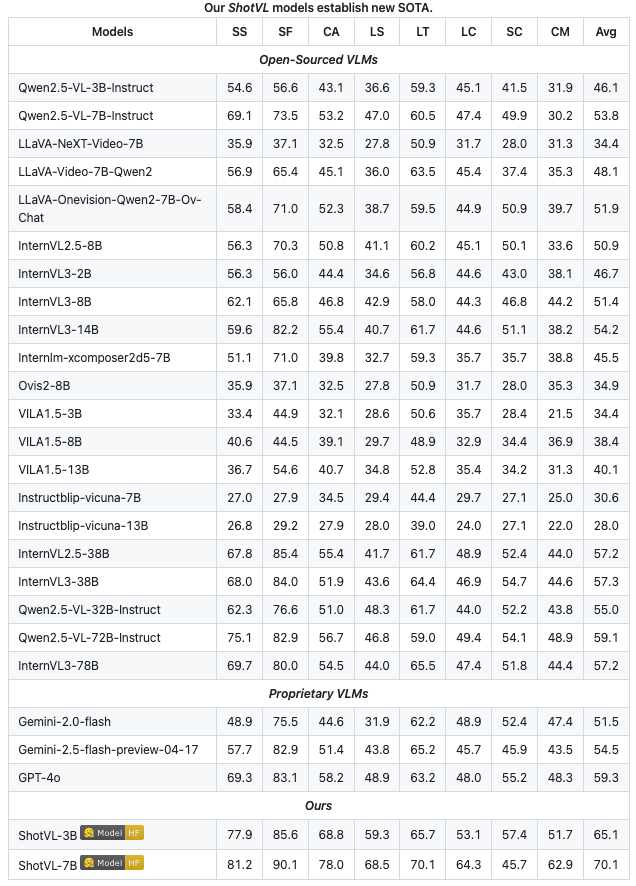 Our ShotVL models establish new SOTA.
Models SS SF CA LS LT LC SC CM Avg
Open-Sourced VLMs
Qwen2.5-VL-3B-Instruct 54.6 56.6 43.1 36.6 59.3 45.1 41.5 31.9 46.1
Qwen2.5-VL-7B-Instruct 69.1 73.5 53.2 47.0 60.5 47.4 49.9 30.2 53.8
LLaVA-NeXT-Video-7B 35.9 37.1 32.5 27.8 50.9 31.7 28.0 31.3 34.4
LLaVA-Video-7B-Qwen2 56.9 65.4 45.1 36.0 63.5 45.4 37.4 35.3 48.1
LLaVA-Onevision-Qwen2-7B-Ov-
Chat 58.4 71.0 52.3 38.7 59.5 44.9 50.9 39.7 51.9
InternVL2.5-8B 56.3 70.3 50.8 41.1 60.2 45.1 50.1 33.6 50.9
InternVL3-2B 56.3 56.0 44.4 34.6 56.8 44.6 43.0 38.1 46.7
InternVL3-8B 62.1 65.8 46.8 42.9 58.0 44.3 46.8 44.2 51.4
InternVL3-14B 59.6 82.2 55.4 40.7 61.7 44.6 51.1 38.2 54.2
Internlm-xcomposer2d5-7B 51.1 71.0 39.8 32.7 59.3 35.7 35.7 38.8 45.5
Ovis2-8B 35.9 37.1 32.5 27.8 50.9 31.7 28.0 35.3 34.9
VILA1.5-3B 33.4 44.9 32.1 28.6 50.6 35.7 28.4 21.5 34.4
VILA1.5-8B 40.6 44.5 39.1 29.7 48.9 32.9 34.4 36.9 38.4
VILA1.5-13B 36.7 54.6 40.7 34.8 52.8 35.4 34.2 31.3 40.1
Instructblip-vicuna-7B 27.0 27.9 34.5 29.4 44.4 29.7 27.1 25.0 30.6
Instructblip-vicuna-13B 26.8 29.2 27.9 28.0 39.0 24.0 27.1 22.0 28.0
InternVL2.5-38B 67.8 85.4 55.4 41.7 61.7 48.9 52.4 44.0 57.2
InternVL3-38B 68.0 84.0 51.9 43.6 64.4 46.9 54.7 44.6 57.3
Qwen2.5-VL-32B-Instruct 62.3 76.6 51.0 48.3 61.7 44.0 52.2 43.8 55.0
Qwen2.5-VL-72B-Instruct 75.1 82.9 56.7 46.8 59.0 49.4 54.1 48.9 59.1
InternVL3-78B 69.7 80.0 54.5 44.0 65.5 47.4 51.8 44.4 57.2
Proprietary VLMs
Gemini-2.0-flash 48.9 75.5 44.6 31.9 62.2 48.9 52.4 47.4 51.5
Gemini-2.5-flash-preview-04-17 57.7 82.9 51.4 43.8 65.2 45.7 45.9 43.5 54.5
GPT-4o 69.3 83.1 58.2 48.9 63.2 48.0 55.2 48.3 59.3
Ours
ShotVL-3B Model HF 77.9 85.6 68.8 59.3 65.7 53.1 57.4 51.7 65.1
ShotVL-7B Model HF 81.2 90.1 78.0 68.5 70.1 64.3 45.7 62.9 70.1